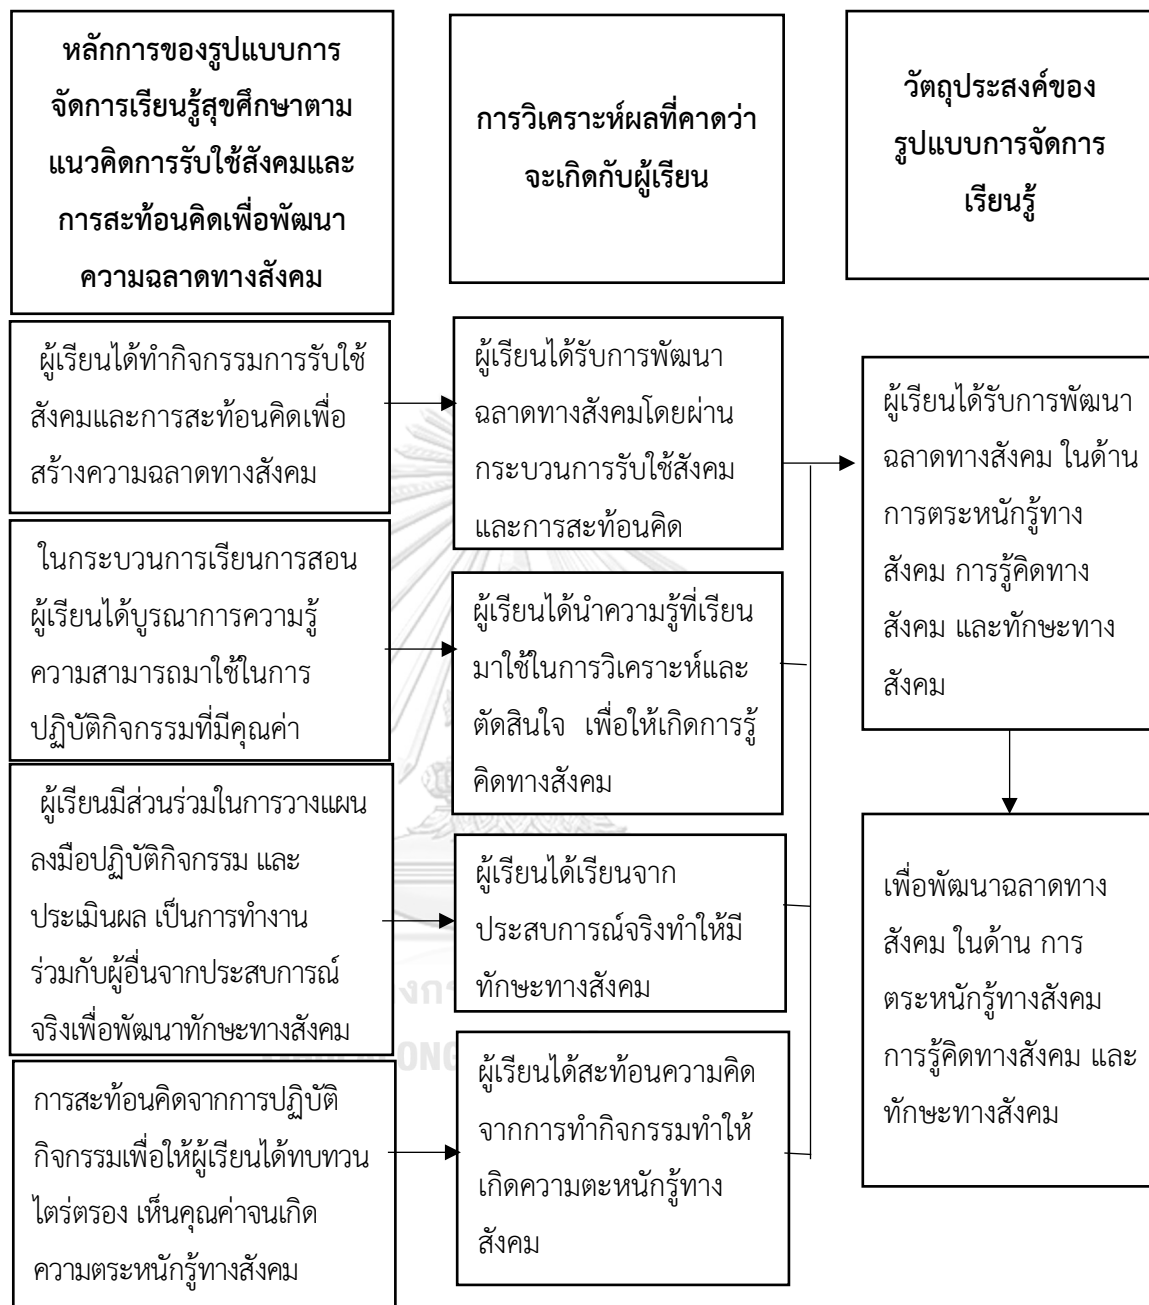 หลักการของรูปแบบการ
จัดการเรียนรู้สุขศึกษาตาม
แนวคิดการรับใช้สังคมและ
การสะท้อนคิดเพื่อพัฒนา
ความฉลาดทางสังคม
การวิเคราะห์ผลที่คาดว่า
จะเกิดกับผู้เรียน
วัตถุประสงค์ของ
รูปแบบการจัดการ
เรียนรู้
ผู้เรียนได้ทำกิจกรรมการรับใช้
สังคมและการสะท้อนคิดเพื่อ
สร้างความฉลาดทางสังคม
ผู้เรียนได้รับการพัฒนา
ฉลาดทางสังคมโดยผ่าน
กระบวนการรับใช้สังคม
และการสะท้อนคิด
ผู้เรียนได้รับการพัฒนา
ฉลาดทางสังคม ในด้าน
การตระหนักรู้ทาง
สังคม การรู้คิดทาง
สังคม และทักษะทาง
สังคม
ในกระบวนการเรียนการสอน
ผู้เรียนได้บูรณาการความรู้
ความสามารถมาใช้ในการ
ปฏิบัติกิจกรรมที่มีคุณค่า
ผู้เรียนได้นำความรู้ที่เรียน
มาใช้ในการวิเคราะห์และ
ตัดสินใจ เพื่อให้เกิดการรู้
คิดทางสังคม
ผู้เรียนมีส่วนร่วมในการวางแผน
ลงมือปฏิบัติกิจกรรม และ
ประเมินผล เป็นการทำงาน
ร่วมกับผู้อื่นจากประสบการณ์
จริงเพื่อพัฒนาทักษะทางสังคม
ผู้เรียนได้เรียนจาก
ประสบการณ์จริงทำให้มี
ทักษะทางสังคม
เพื่อพัฒนาฉลาดทาง
สังคม ในด้าน การ
ตระหนักรู้ทางสังคม
การรู้คิดทางสังคม และ
ทักษะทางสังคม
การสะท้อนคิดจากการปฏิบัติ
กิจกรรมเพื่อให้ผู้เรียนได้ทบทวน
ไตร่ตรอง เห็นคุณค่าจนเกิด
ความตระหนักรู้ทางสังคม
ผู้เรียนได้สะท้อนความคิด
จากการทำกิจกรรมทำให้
เกิดความตะหนักรู้ทาง
สังคม